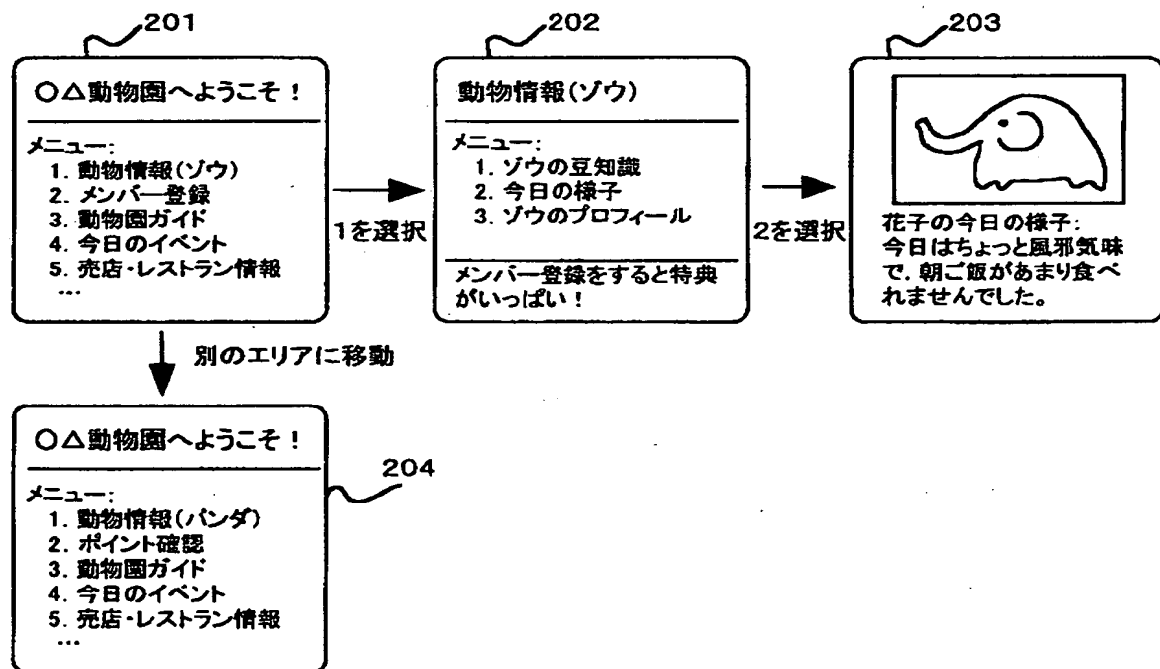 201
○△動物園へようこそ!
メニュー:
1. 動物情報(ゾウ)
2. メンバー登録
3. 動物園ガイド
4. 今日のイベント
5. 売店・レストラン情報
…
1を選択
202
動物情報(ゾウ)
メニュー:
1. ゾウの豆知識
2. 今日の様子
3. ゾウのプロフィール
メンバー登録をすると特典
がいっぱい!
2を選択
203
花子の今日の様子:
今日はちょっと風邪気味
で、朝ご飯があまり食べ
れませんでした。
別のエリアに移動
204
○△動物園へようこそ!
メニュー:
1. 動物情報(パンダ)
2. ポイント確認
3. 動物園ガイド
4. 今日のイベント
5. 売店・レストラン情報
…